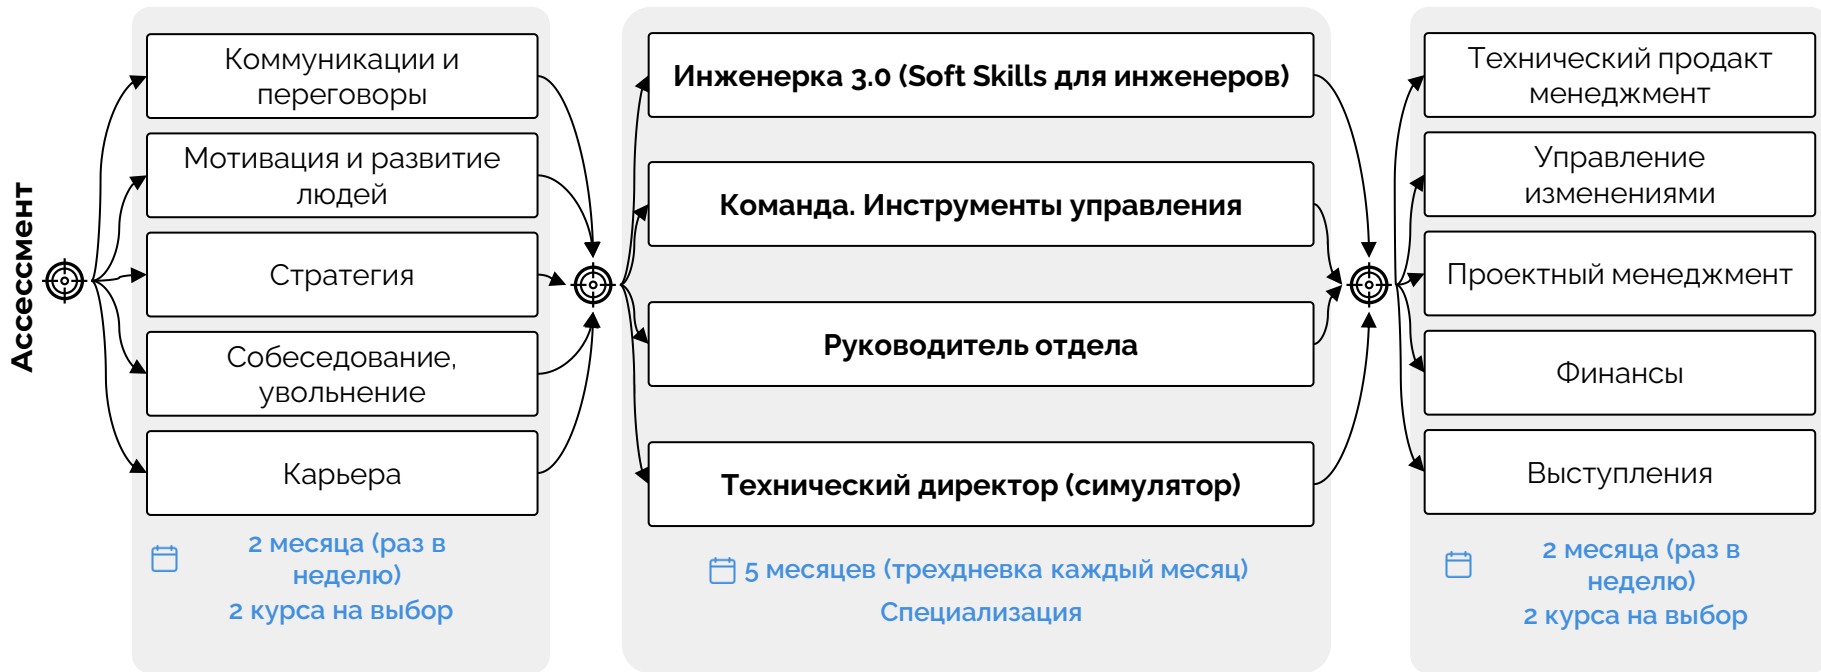 Ассессмент
Коммуникации и
переговоры
Мотивация и развитие
людей
Стратегия
Собеседование,
увольнение
Карьера
2 месяца (раз в
неделю)
2 курса на выбор
Инженерка 3.0 (Soft Skills для инженеров)
Команда. Инструменты управления
Руководитель отдела
Технический директор (симулятор)
5 месяцев (трехдневка каждый месяц)
Специализация
Технический продакт
менеджмент
Управление
изменениями
Проектный менеджмент
Финансы
Выступления
2 месяца (раз в
неделю)
2 курса на выбор